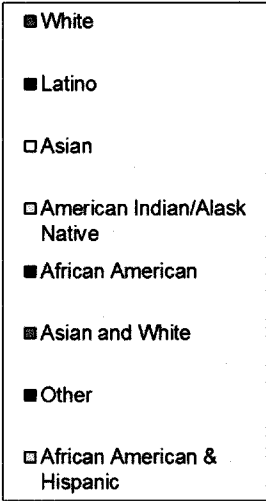 White
Latino
Asian
American Indian/Alask
Native
African American
Asian and White
Other
African American &
Hispanic